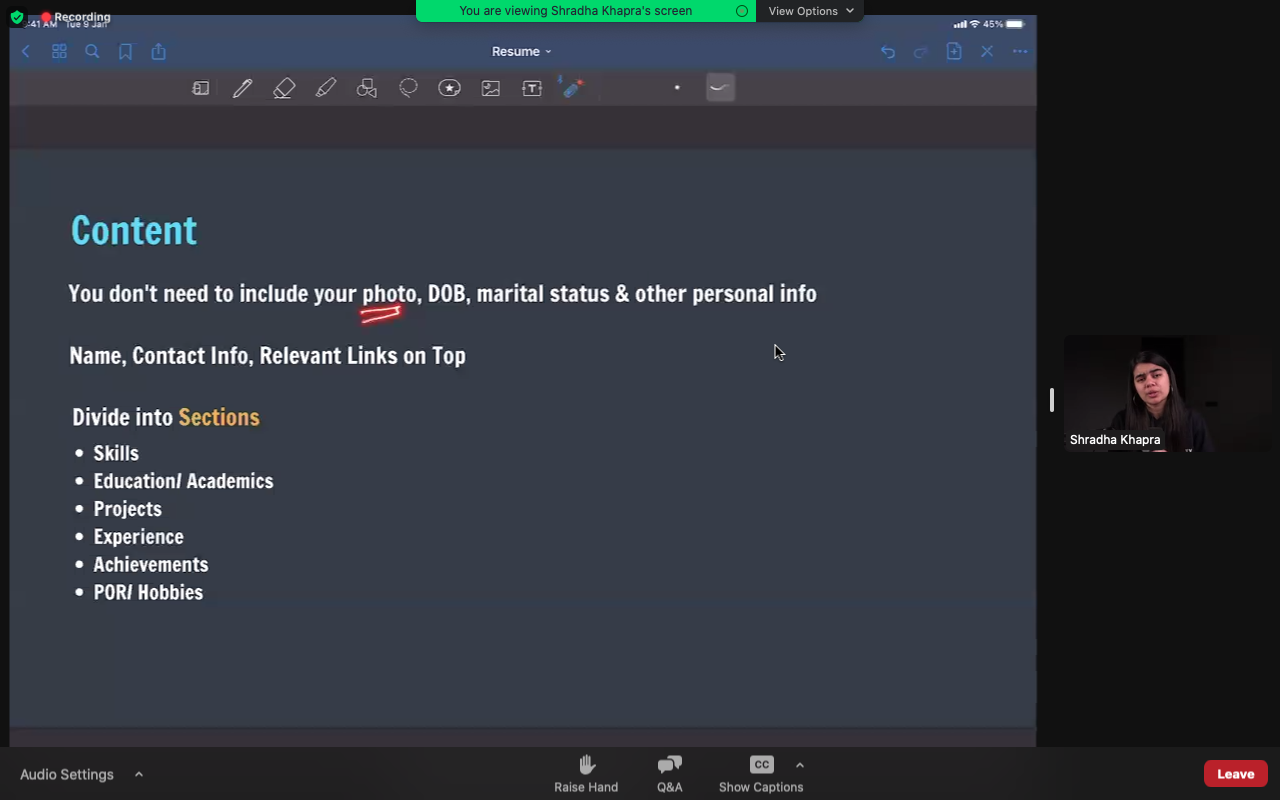 You are viewing Shradha Khapra's screen
View Options
Recording
:41 AM Tue 9 Jan
45%
Resume
Content
You don't need to include your photo, DOB, marital status & other personal info
Name, Contact Info, Relevant Links on Top
Divide into Sections
• Skills
• Education/ Academics
• Projects
• Experience
• Achievements
• POR/ Hobbies
Shradha Khapra
Audio Settings
Raise Hand
Q&A
CC
Show Captions
Leave